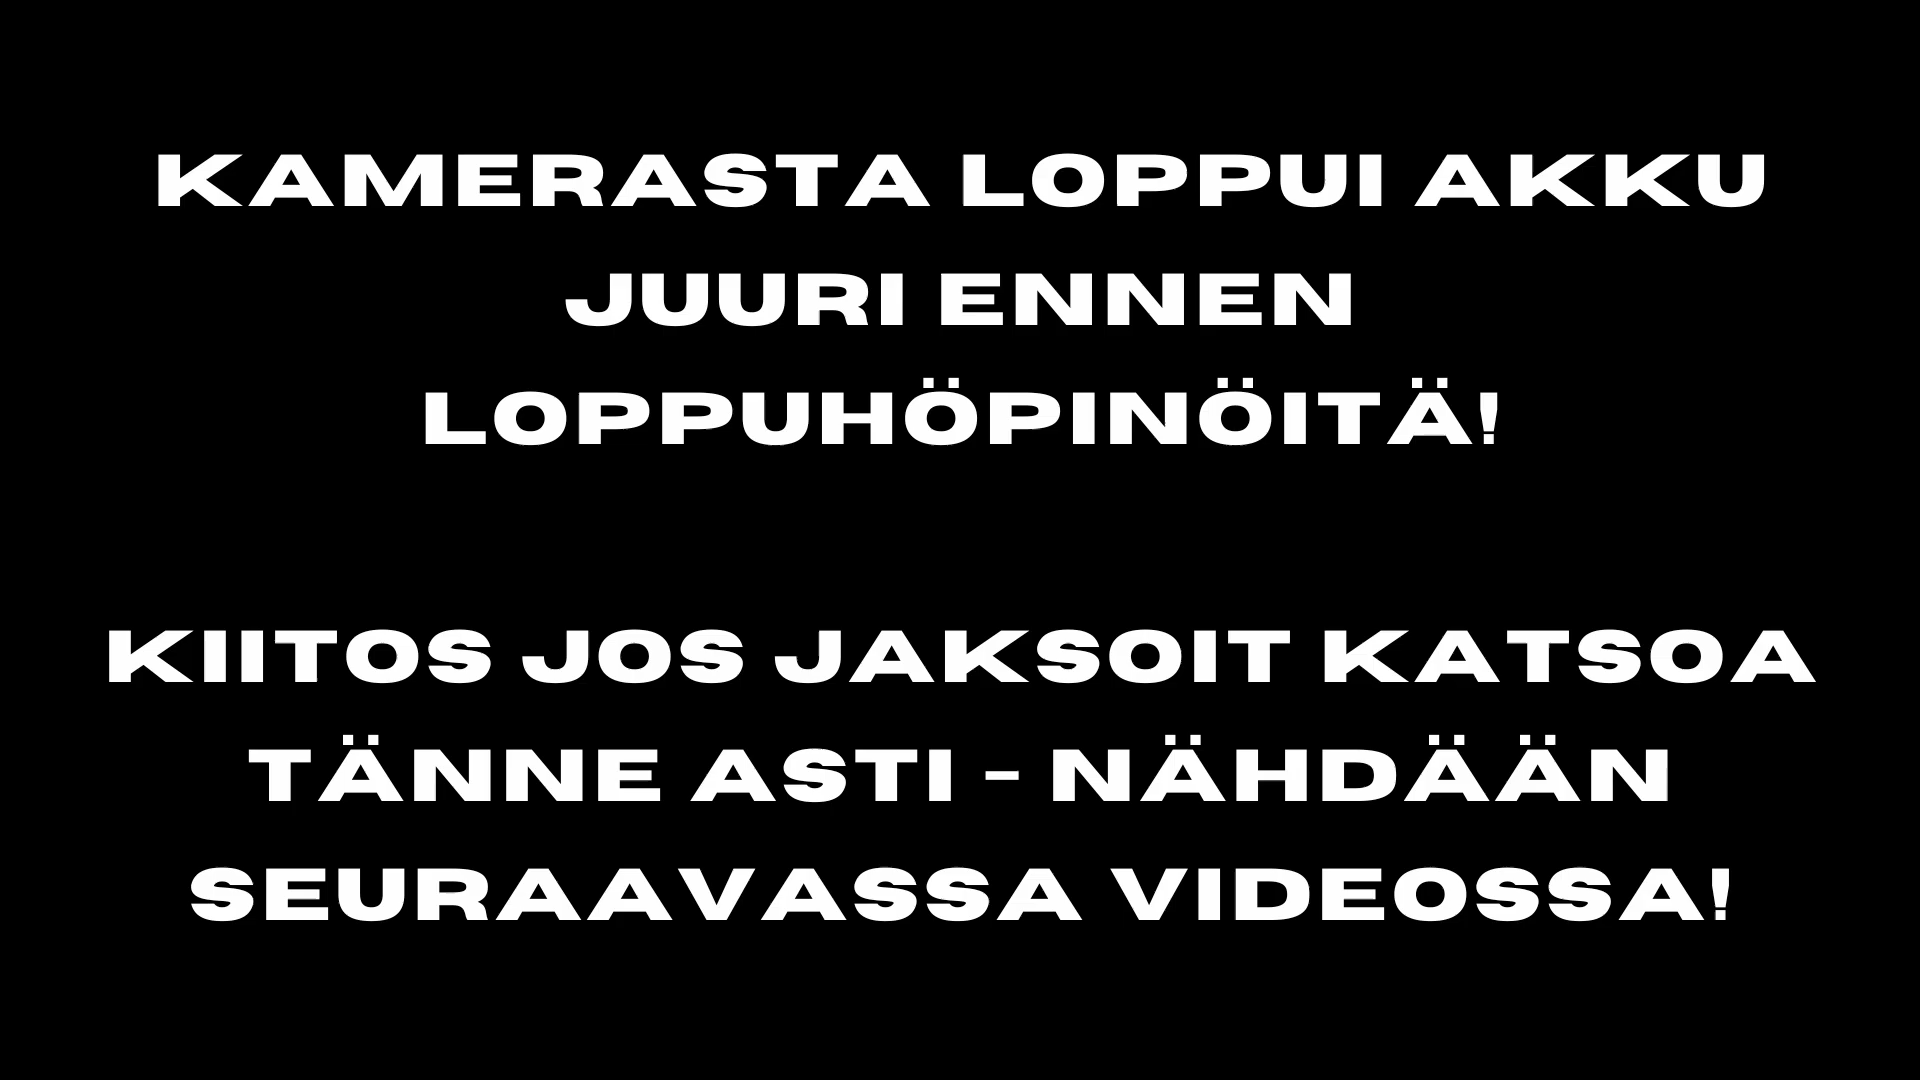 KAMERASTA LOPPUI AKKU
JUURI ENNEN
LOPPUHÖPINÖITÄ!
KIITOS JOS JAKSOIT KATSOA
TÄNNE ASTI - NÄHDÄÄN
SEURAAVASSA VIDEOSSA!